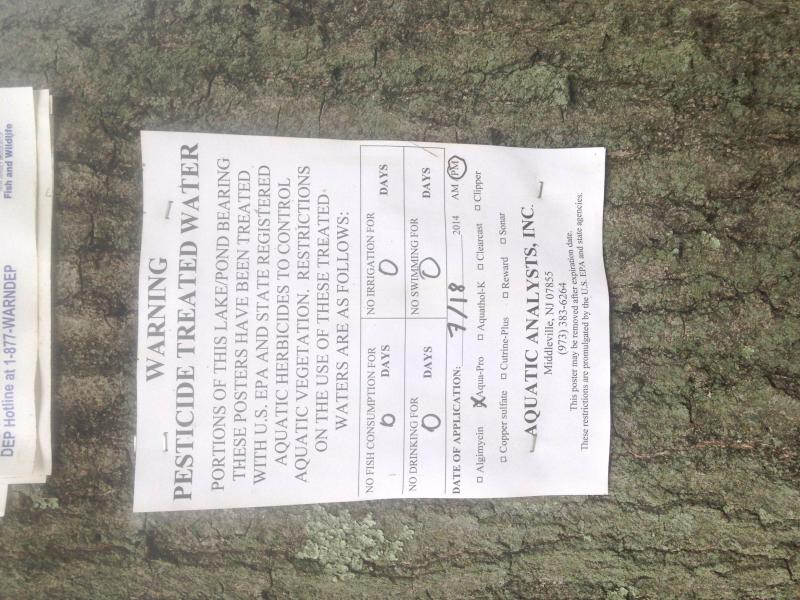 WARNING
PESTICIDE TREATED WATER
PORTIONS OF THIS LAKE/POND BEARING
THESE POSTERS HAVE BEEN TREATED
WITH U.S. EPA AND STATE REGISTERED
AQUATIC HERBICIDES TO CONTROL
AQUATIC VEGETATION. RESTRICTIONS
ON THE USE OF THESE TREATED
WATERS ARE AS FOLLOWS:
NO FISH CONSUMPTION FOR
0 DAYS
NO IRRIGATION FOR
0 DAYS
NO DRINKING FOR
0 DAYS
NO SWIMMING FOR
0 DAYS
DATE OF APPLICATION: 7/18 2014 AM PM
□ Algimycin X Aqua-Pro □ Aquathol-K □ Clearcast □ Clipper
□ Copper sulfate □ Cutrine-Plus □ Reward □ Sonar
AQUATIC ANALYSTS, INC.
Middleville, NJ 07855
(973) 383-6264
This poster may be removed after expiration date.
These restrictions are promulgated by the U.S. EPA and state agencies.
Fish and Wildlife
DEP Hotline at 1-877-WARNDEP